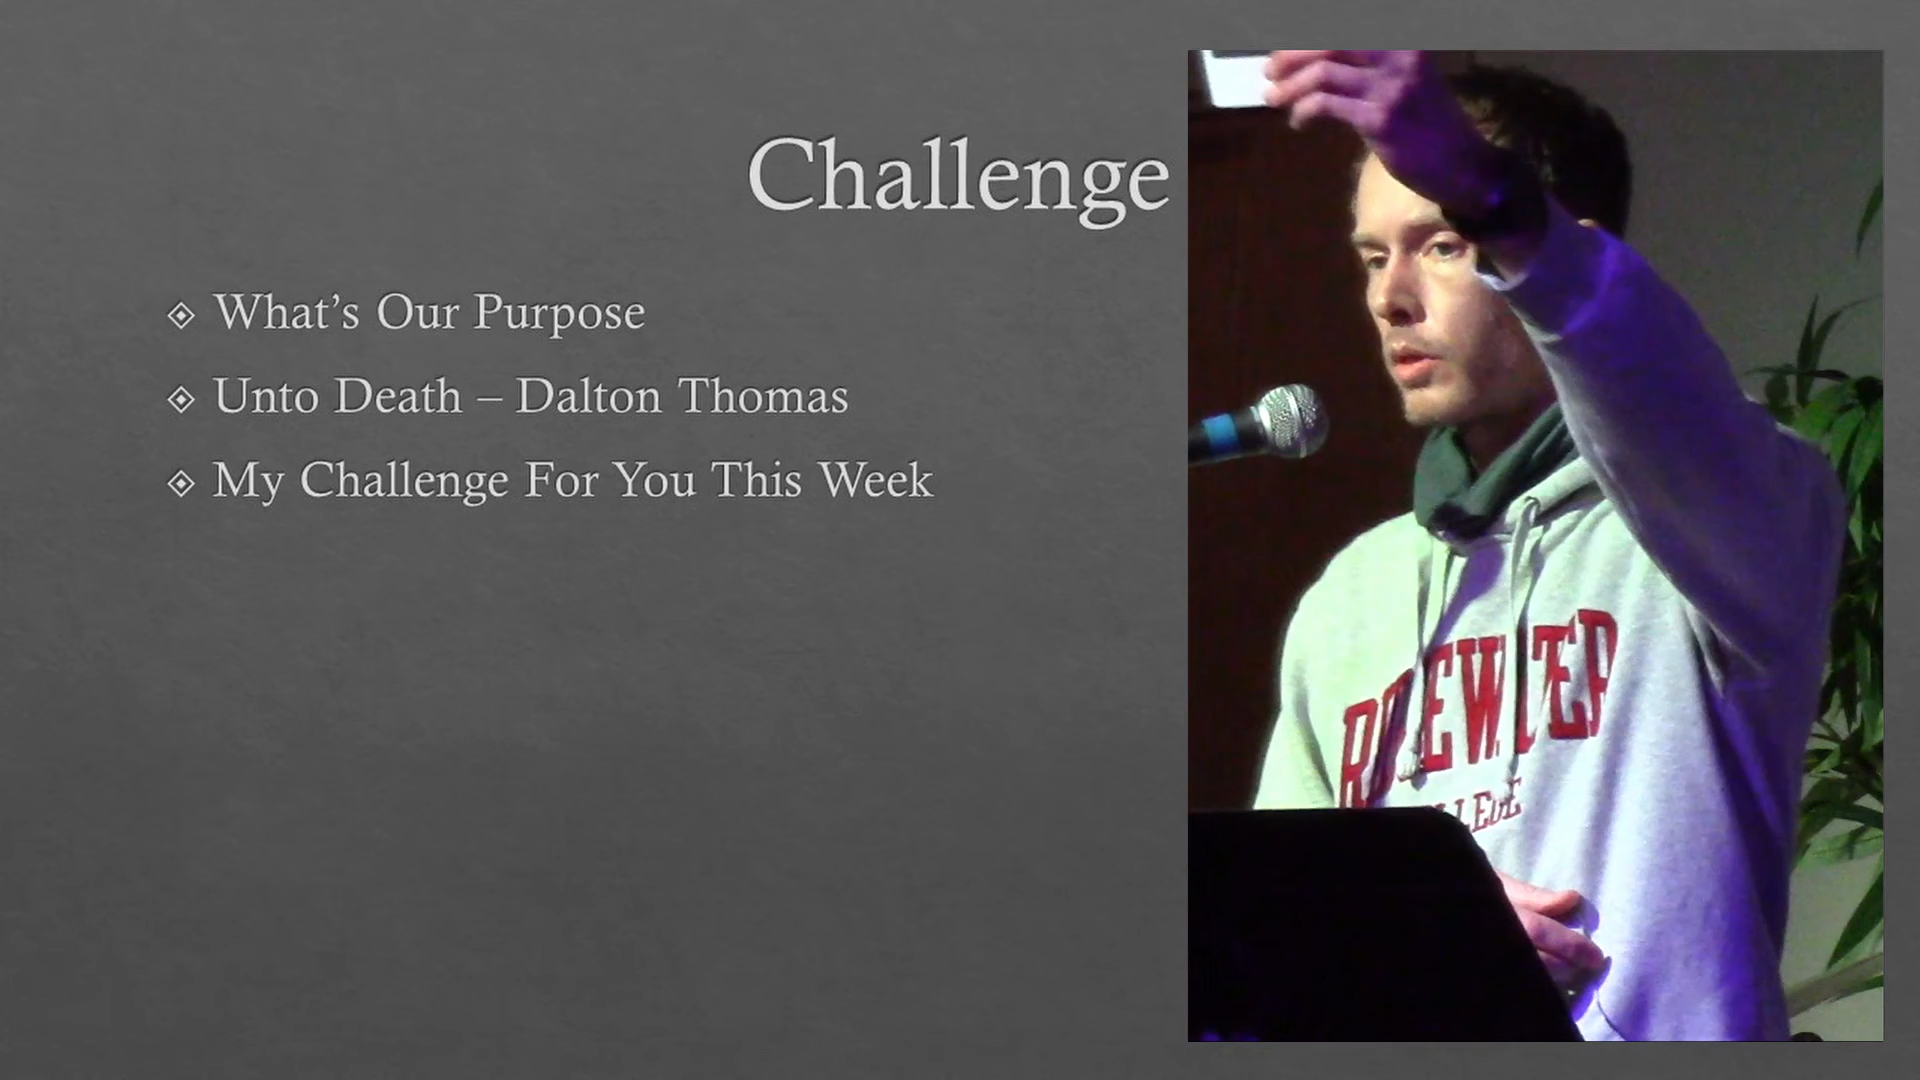 Challenge
What's Our Purpose
Unto Death – Dalton Thomas
My Challenge For You This Week